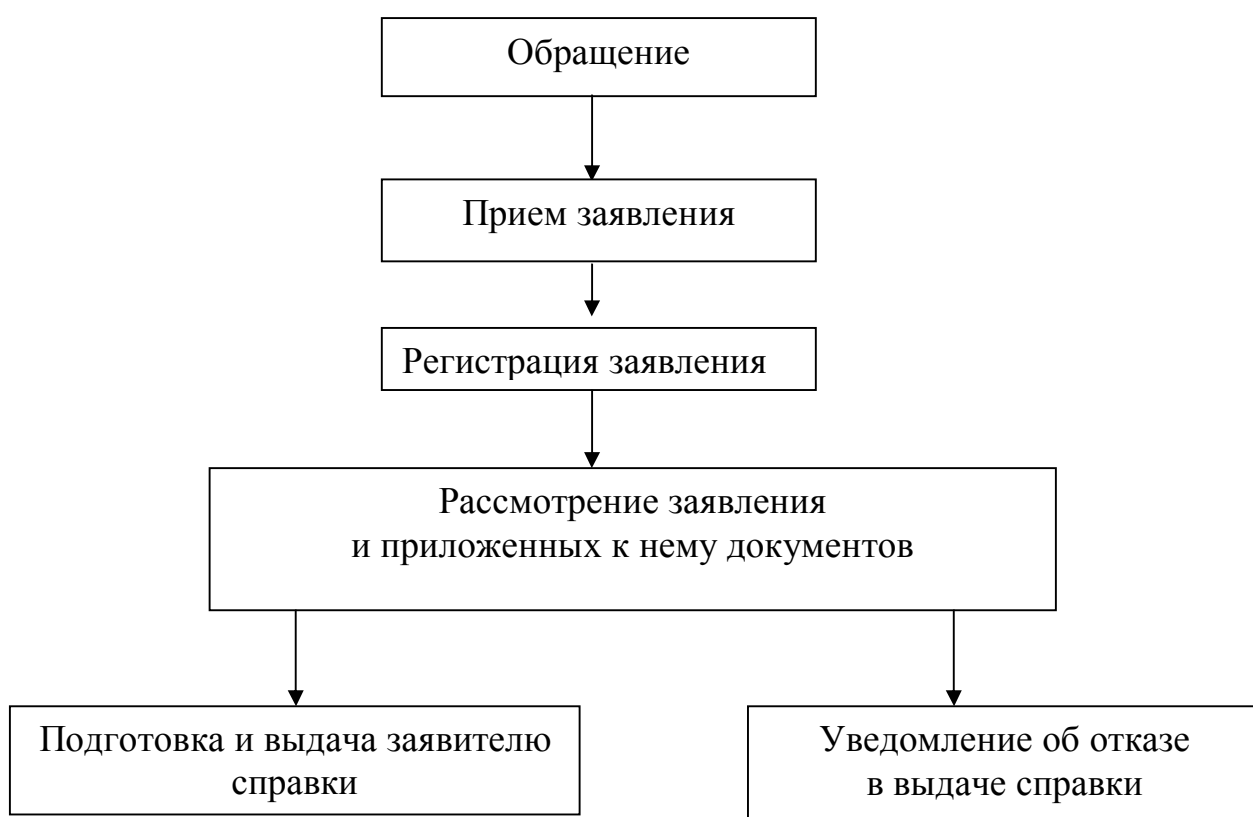 Обращение
Прием заявления
Регистрация заявления
Рассмотрение заявления
и приложенных к нему документов
Подготовка и выдача заявителю
справки
Уведомление об отказе
в выдаче справки